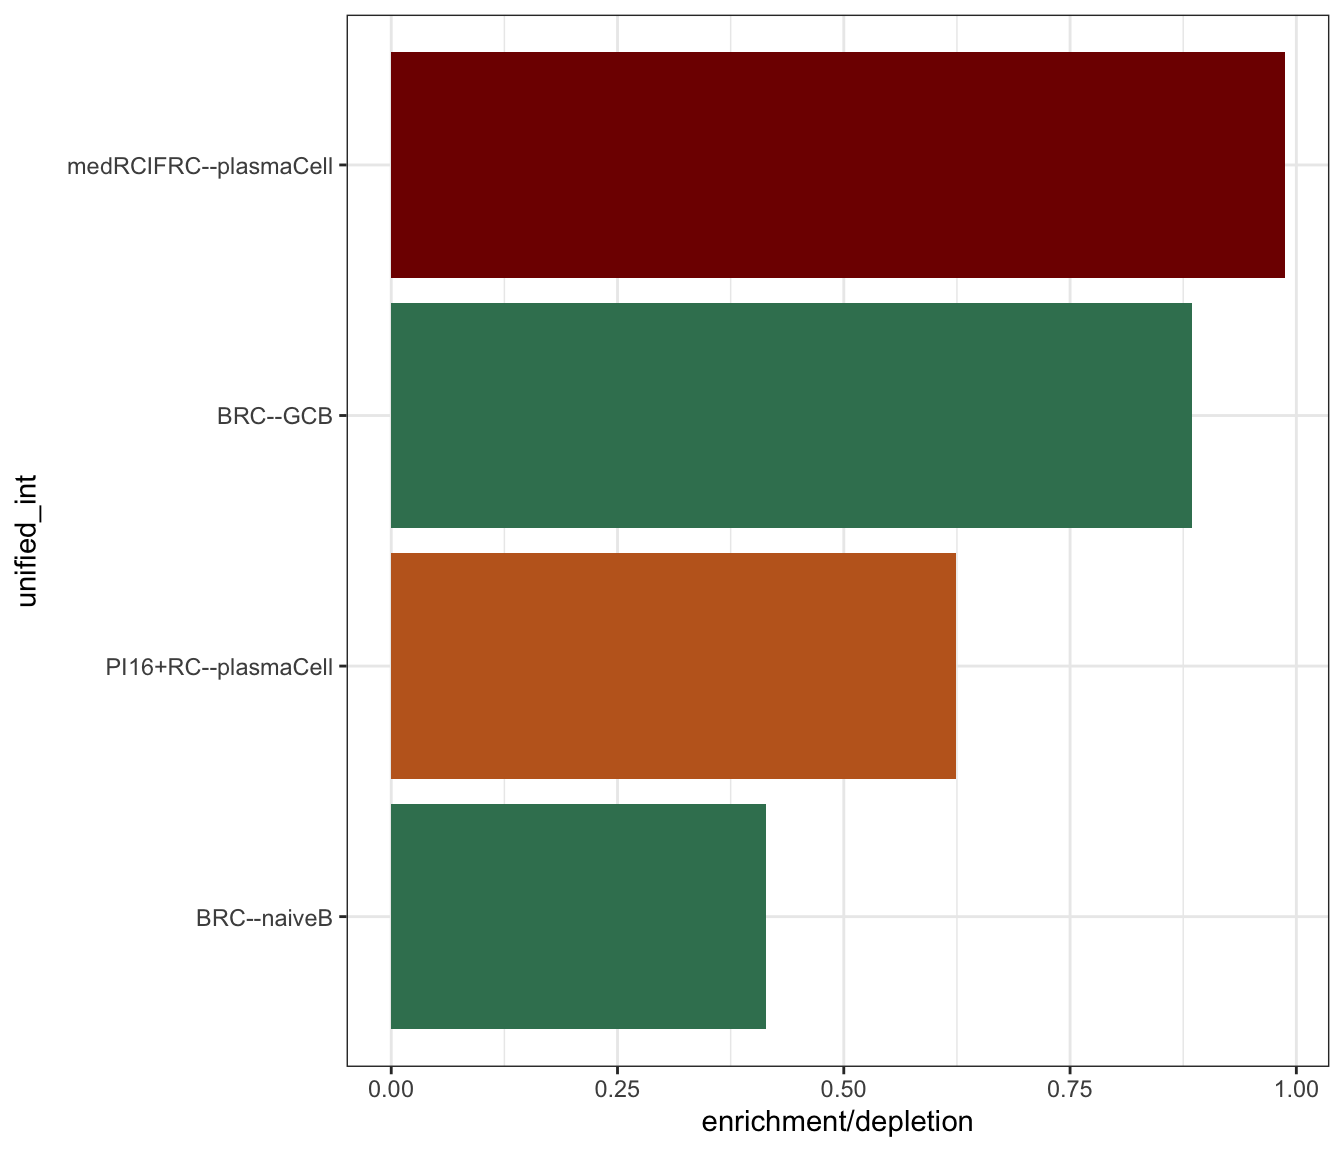 unified_int
medRCIFRC--plasmaCell
BRC--GCB
PI16+RC--plasmaCell
BRC--naiveB
0.00 0.25 0.50 0.75 1.00
enrichment/depletion